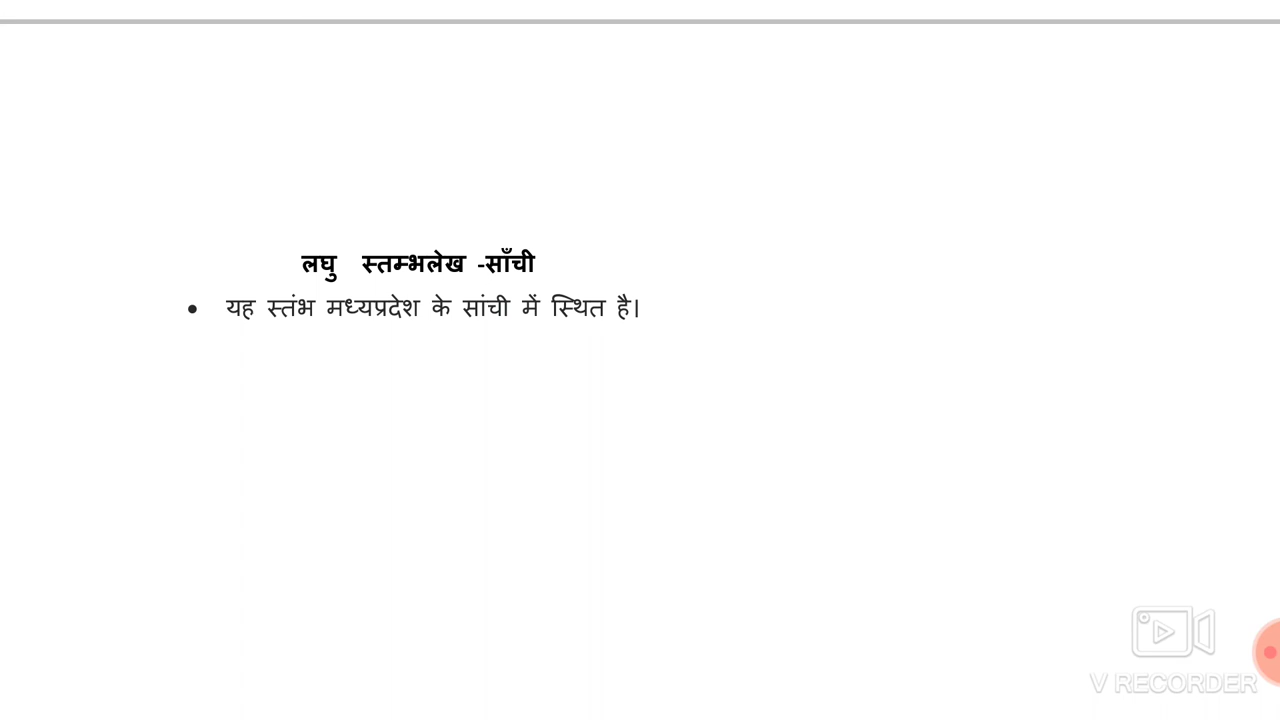 लघु स्तम्भलेख -साँची
• यह स्तंभ मध्यप्रदेश के सांची में स्थित है।
V RECORDER